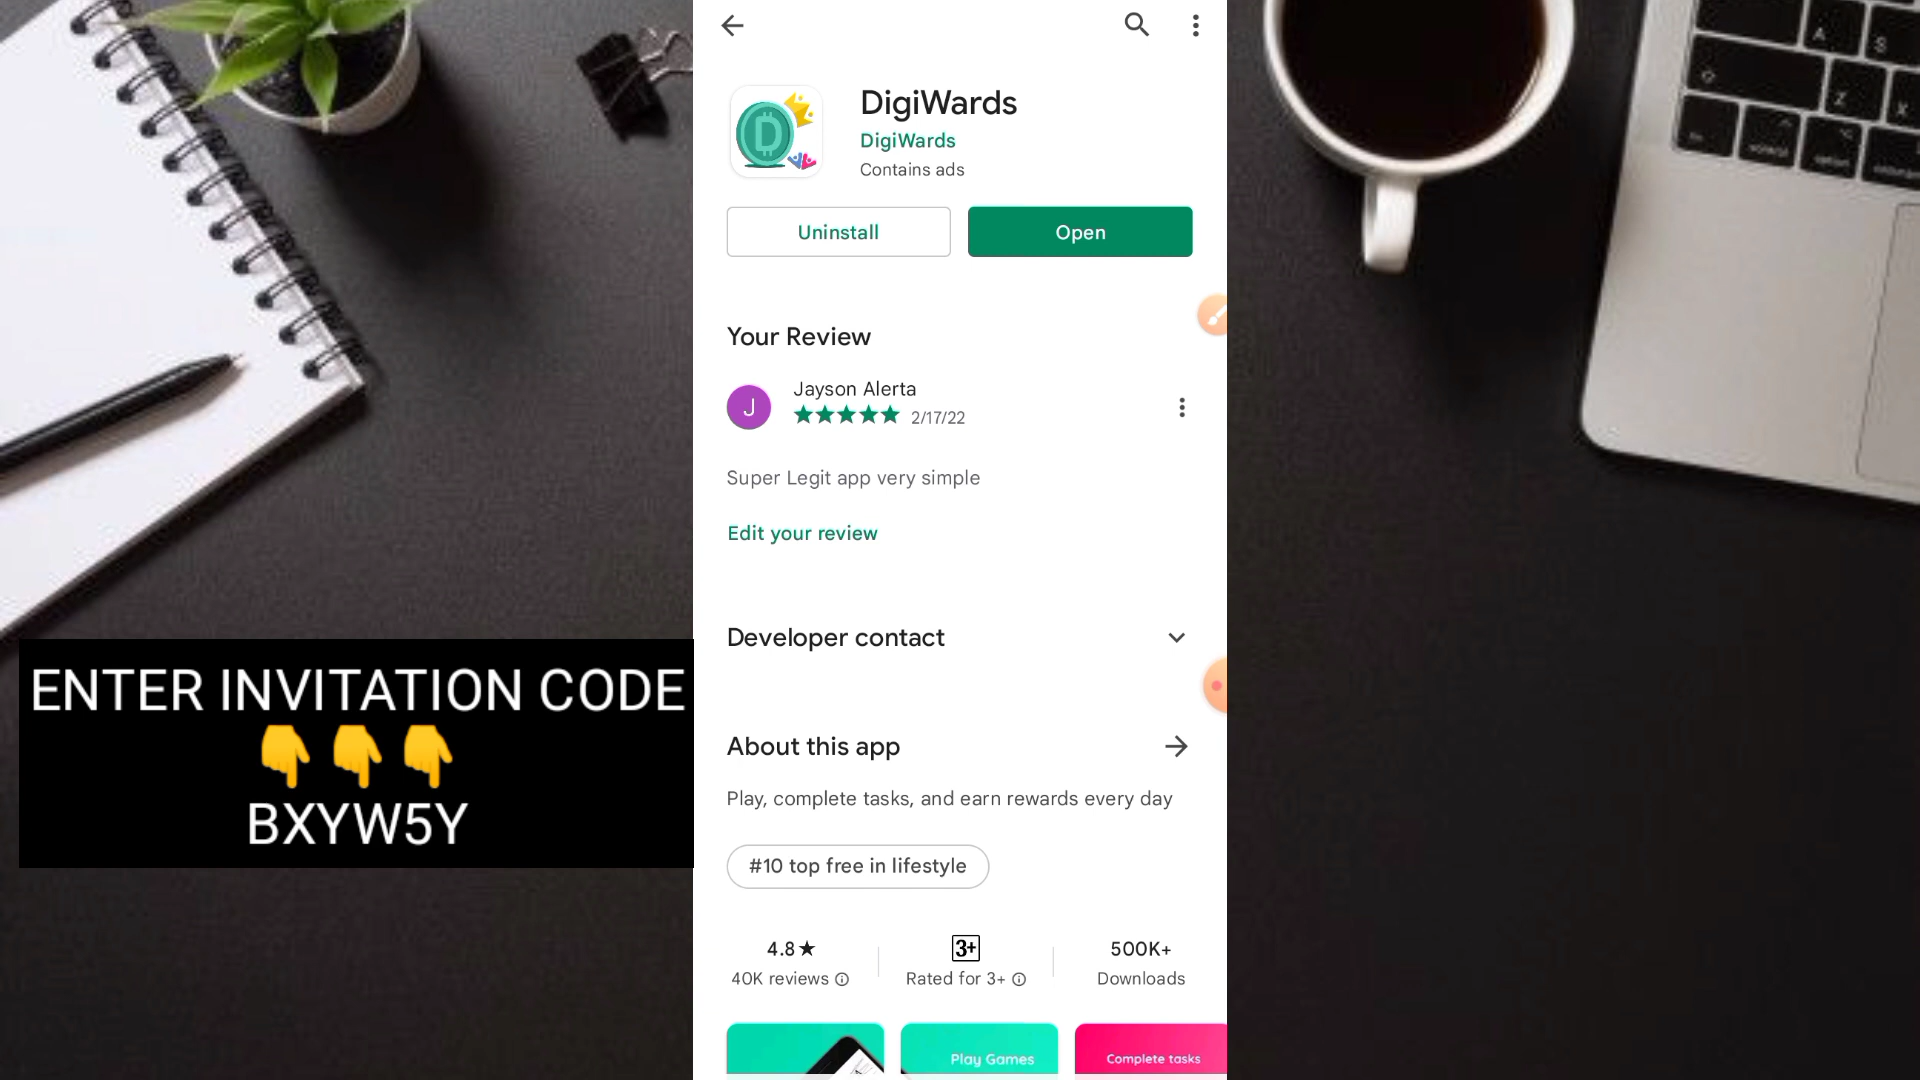 DigiWards
DigiWards
Contains ads
Uninstall
Open
Your Review
J
Jayson Alerta
2/17/22
Super Legit app very simple
Edit your review
Developer contact
About this app
Play, complete tasks, and earn rewards every day
#10 top free in lifestyle
4.8★
40K reviews
3+
Rated for 3+
500K+
Downloads
Play Games
Complete tasks
ENTER INVITATION CODE
👇👇👇
BXYW5Y
A
S
Z
X
control
option